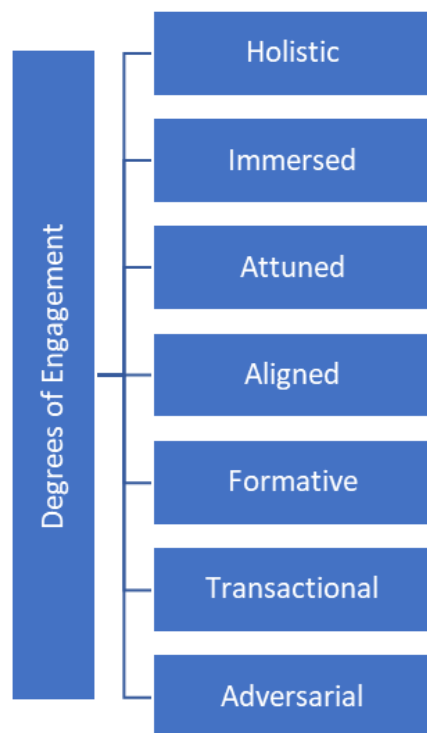 Degrees of Engagement
Holistic
Immersed
Attuned
Aligned
Formative
Transactional
Adversarial